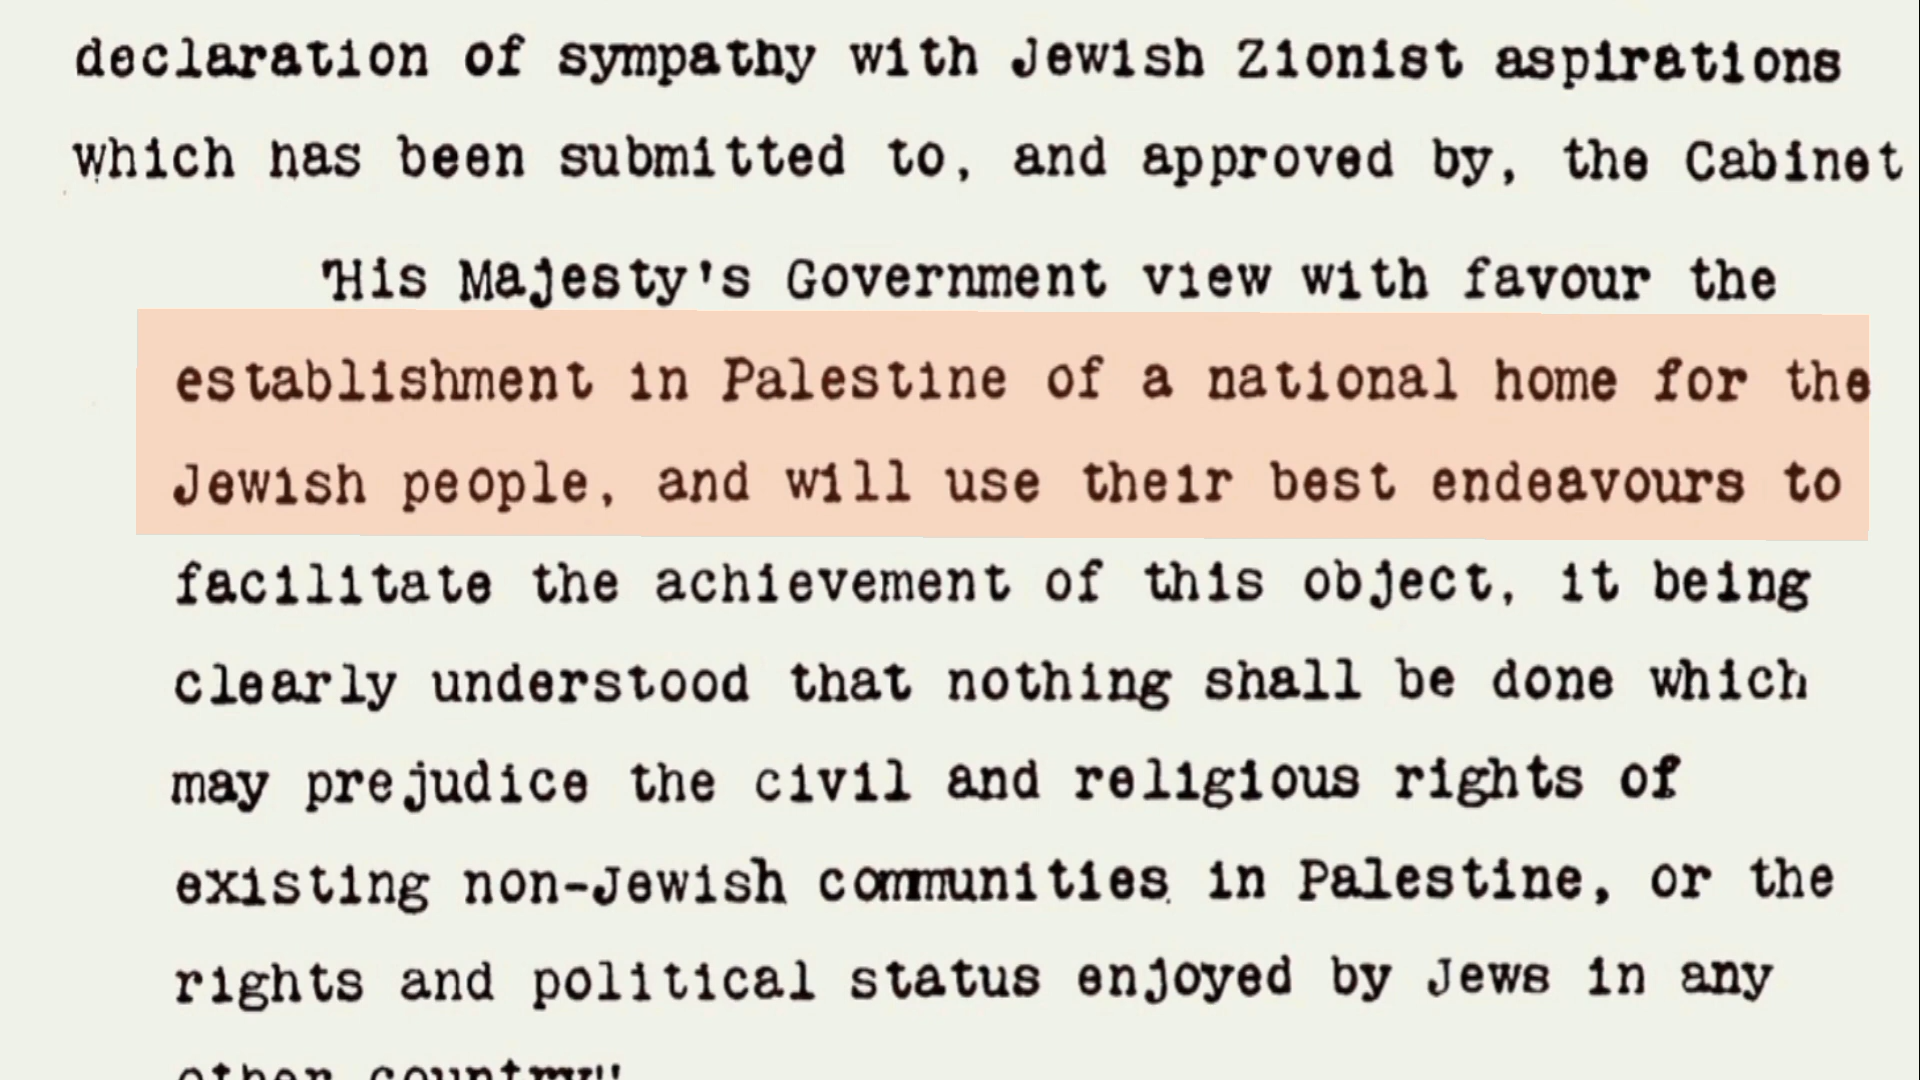 declaration of sympathy with Jewish Zionist aspirations
which has been submitted to, and approved by, the Cabinet
"His Majesty's Government view with favour the
establishment in Palestine of a national home for the
Jewish people, and will use their best endeavours to
facilitate the achievement of this object, it being
clearly understood that nothing shall be done which
may prejudice the civil and religious rights of
existing non-Jewish communities in Palestine, or the
rights and political status enjoyed by Jews in any
other country"